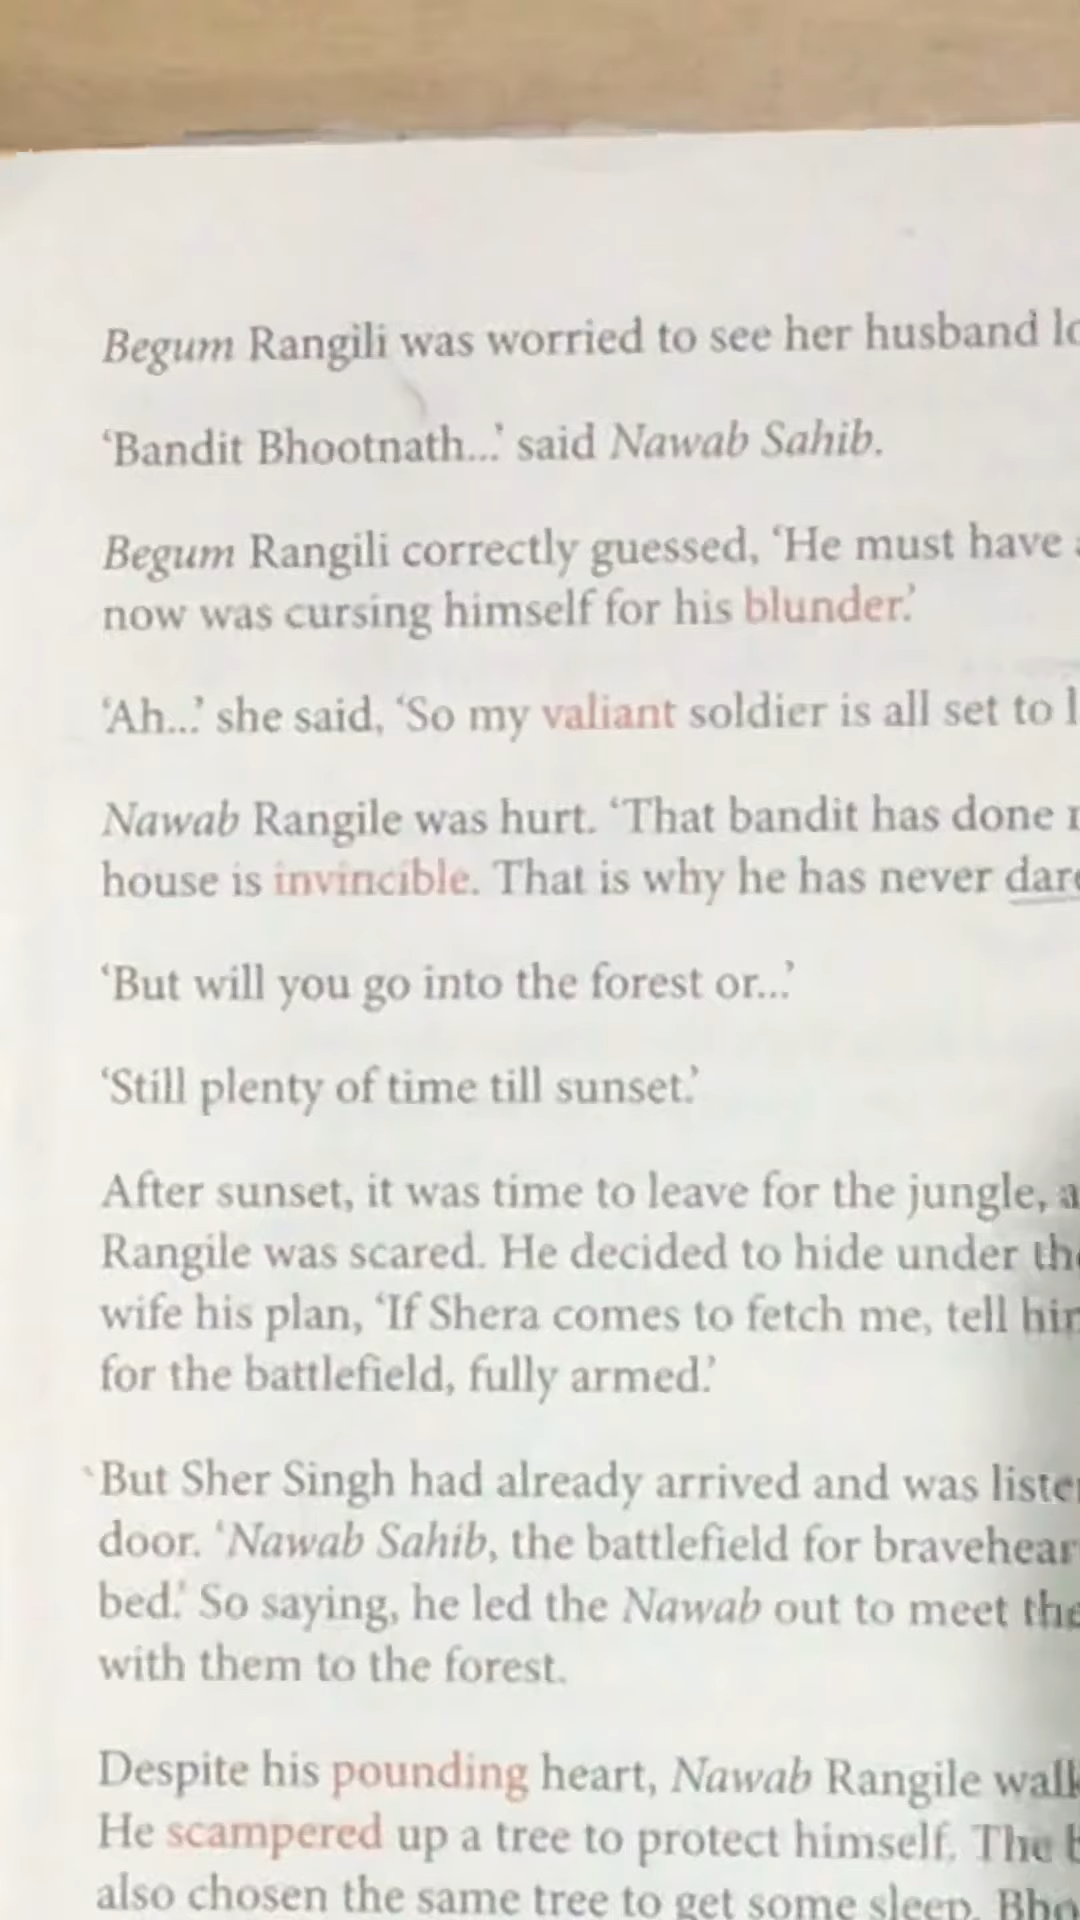 Begum Rangili was worried to see her husband
‘Bandit Bhootnath...’ said Nawab Sahib.
Begum Rangili correctly guessed, ‘He must have
now was cursing himself for his blunder.’
‘Ah...’ she said, ‘So my valiant soldier is all set to
Nawab Rangile was hurt. ‘That bandit has done
house is invincible. That is why he has never
‘But will you go into the forest or...’
‘Still plenty of time till sunset.’
After sunset, it was time to leave for the jungle,
Rangile was scared. He decided to hide under
wife his plan, ‘If Shera comes to fetch me, tell
for the battlefield, fully armed.’
But Sher Singh had already arrived and was
door. ‘Nawab Sahib, the battlefield for
bed.’ So saying, he led the Nawab out to meet
with them to the forest.
Despite his pounding heart, Nawab Rangile
He scampered up a tree to protect himself. The
also chosen the same tree to get some sleep.